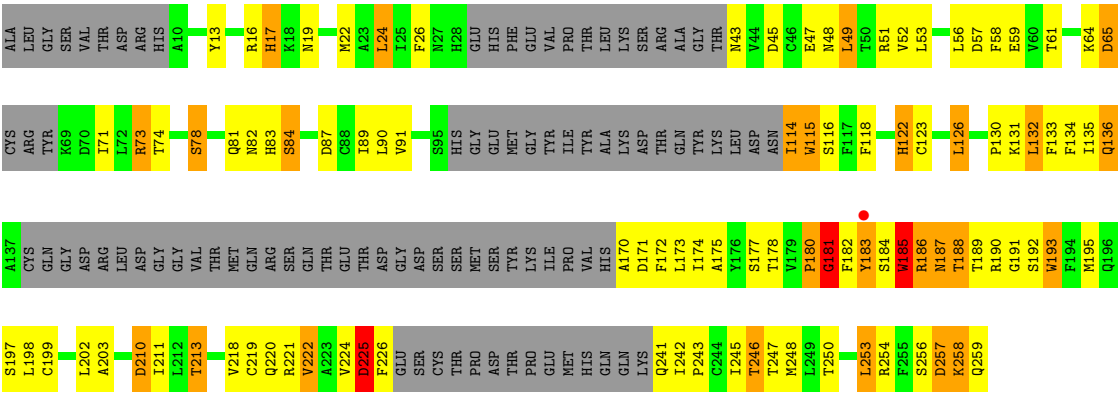 ALA LEU GLY SER VAL THR ASP ARG HIS A10 Y13 R16 H17 K18 N19 M22 A23 L24 I25 F26 N27 H28 GLU HIS PHE GLU VAL PRO THR LEU LYS SER ARG ALA GLY THR N43 V44 D45 C46 E47 N48 L49 T50 R51 V52 L53 L56 D57 F58 E59 V60 T61 K64 D65
CYS ARG TYR K69 D70 I71 L72 R73 T74 S78 Q81 N82 H83 S84 D87 C88 I89 L90 V91 S95 HIS GLY GLU MET GLY TYR ILE TYR ALA LYS ASP THR GLN TYR LYS LEU ASP ASN I114 W115 S116 F117 F118 H122 C123 L126 P130 K131 L132 F133 F134 I135 Q136
A137 CYS GLN GLY ASP ARG LEU ASP GLY GLY VAL THR MET GLN ARG SER GLN THR GLU THR ASP GLY ASP SER SER MET SER TYR LYS ILE PRO VAL HIS A170 D171 F172 L173 I174 A175 Y176 S177 T178 V179 P180 G181 F182 Y183 S184 W185 R186 N187 T188 T189 R190 G191 S192 W193 F194 M195 Q196
S197 L198 C199 L202 A203 D210 I211 L212 T213 V218 C219 Q220 R221 V222 A223 V224 D225 F226 GLU SER CYS THR PRO ASP THR PRO GLU MET HIS GLN GLN LYS Q241 I242 P243 C244 I245 T246 T247 M248 L249 T250 L253 R254 F255 S256 D257 K258 Q259